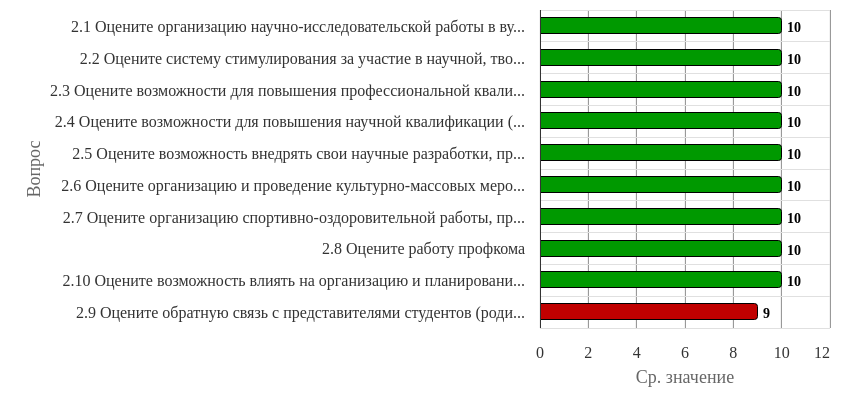 2.1 Оцените организацию научно-исследовательской работы в ву... 10
2.2 Оцените систему стимулирования за участие в научной, тво... 10
2.3 Оцените возможности для повышения профессиональной квали... 10
2.4 Оцените возможности для повышения научной квалификации (... 10
2.5 Оцените возможность внедрять свои научные разработки, пр... 10
2.6 Оцените организацию и проведение культурно-массовых меро... 10
2.7 Оцените организацию спортивно-оздоровительной работы, пр... 10
2.8 Оцените работу профкома 10
2.10 Оцените возможность влиять на организацию и планировани... 10
2.9 Оцените обратную связь с представителями студентов (роди... 9
Вопрос
0 2 4 6 8 10 12
Ср. значение